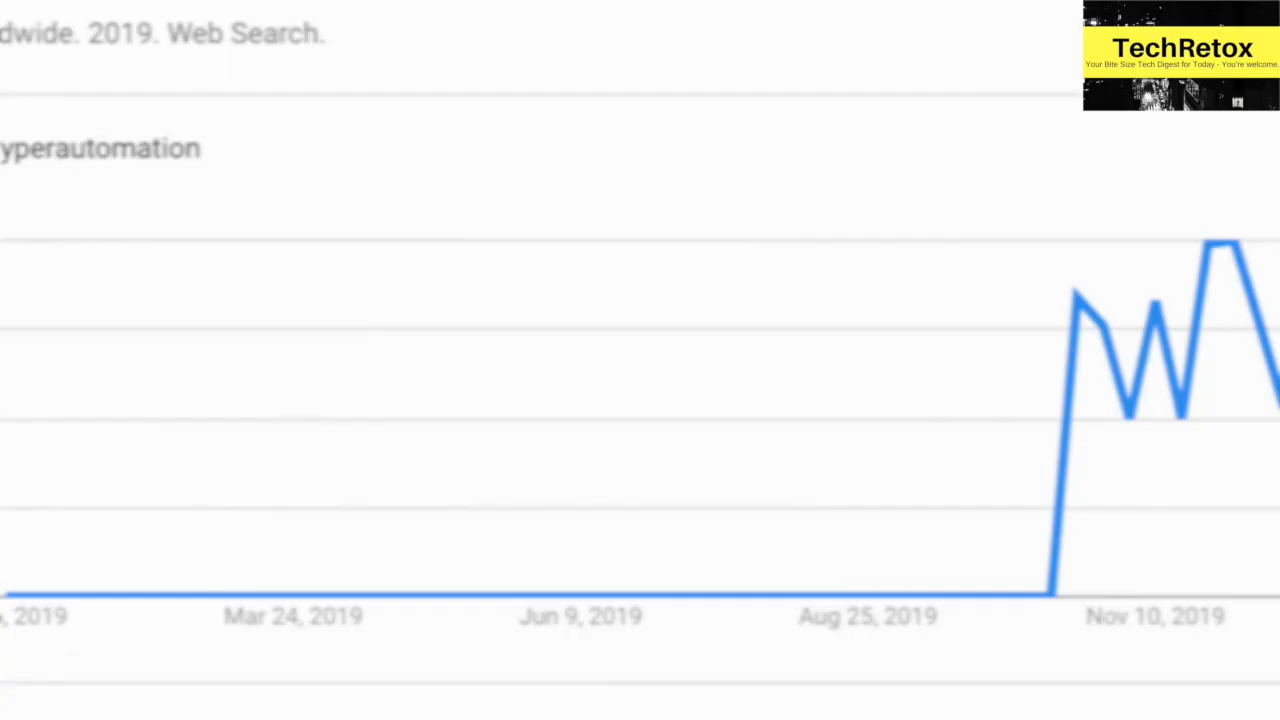 dwide. 2019. Web Search.
TechRetox
Your Bite Size Tech Digest for Today - You're welcome.
yperautomation
, 2019
Mar 24, 2019
Jun 9, 2019
Aug 25, 2019
Nov 10, 2019